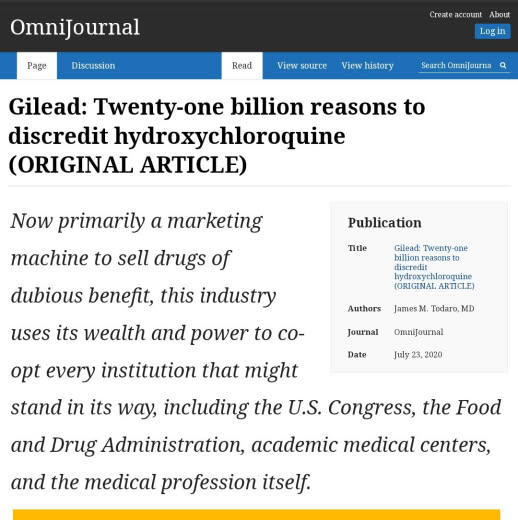 OmniJournal
Create account About
Log in
Page Discussion Read View source View history Search OmniJourna
Gilead: Twenty-one billion reasons to
discredit hydroxychloroquine
(ORIGINAL ARTICLE)
Now primarily a marketing
machine to sell drugs of
dubious benefit, this industry
uses its wealth and power to co-
opt every institution that might
stand in its way, including the U.S. Congress, the Food
and Drug Administration, academic medical centers,
and the medical profession itself.
Publication
Title Gilead: Twenty-one
billion reasons to
discredit
hydroxychloroquine
(ORIGINAL ARTICLE)
Authors James M. Todaro, MD
Journal OmniJournal
Date July 23, 2020